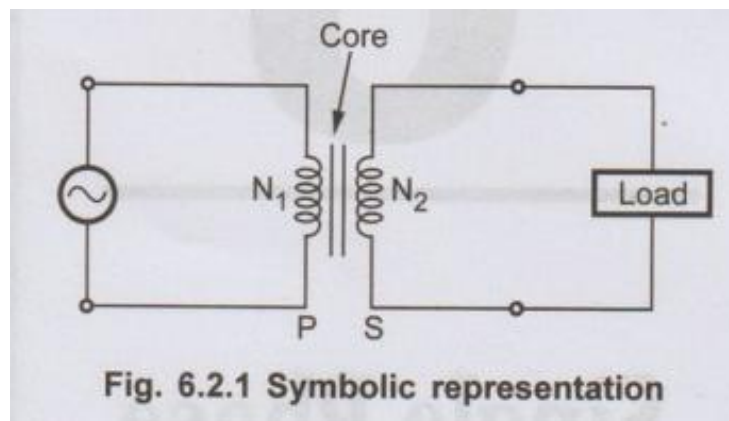 Core
N1 N2 Load
P S
Fig. 6.2.1 Symbolic representation